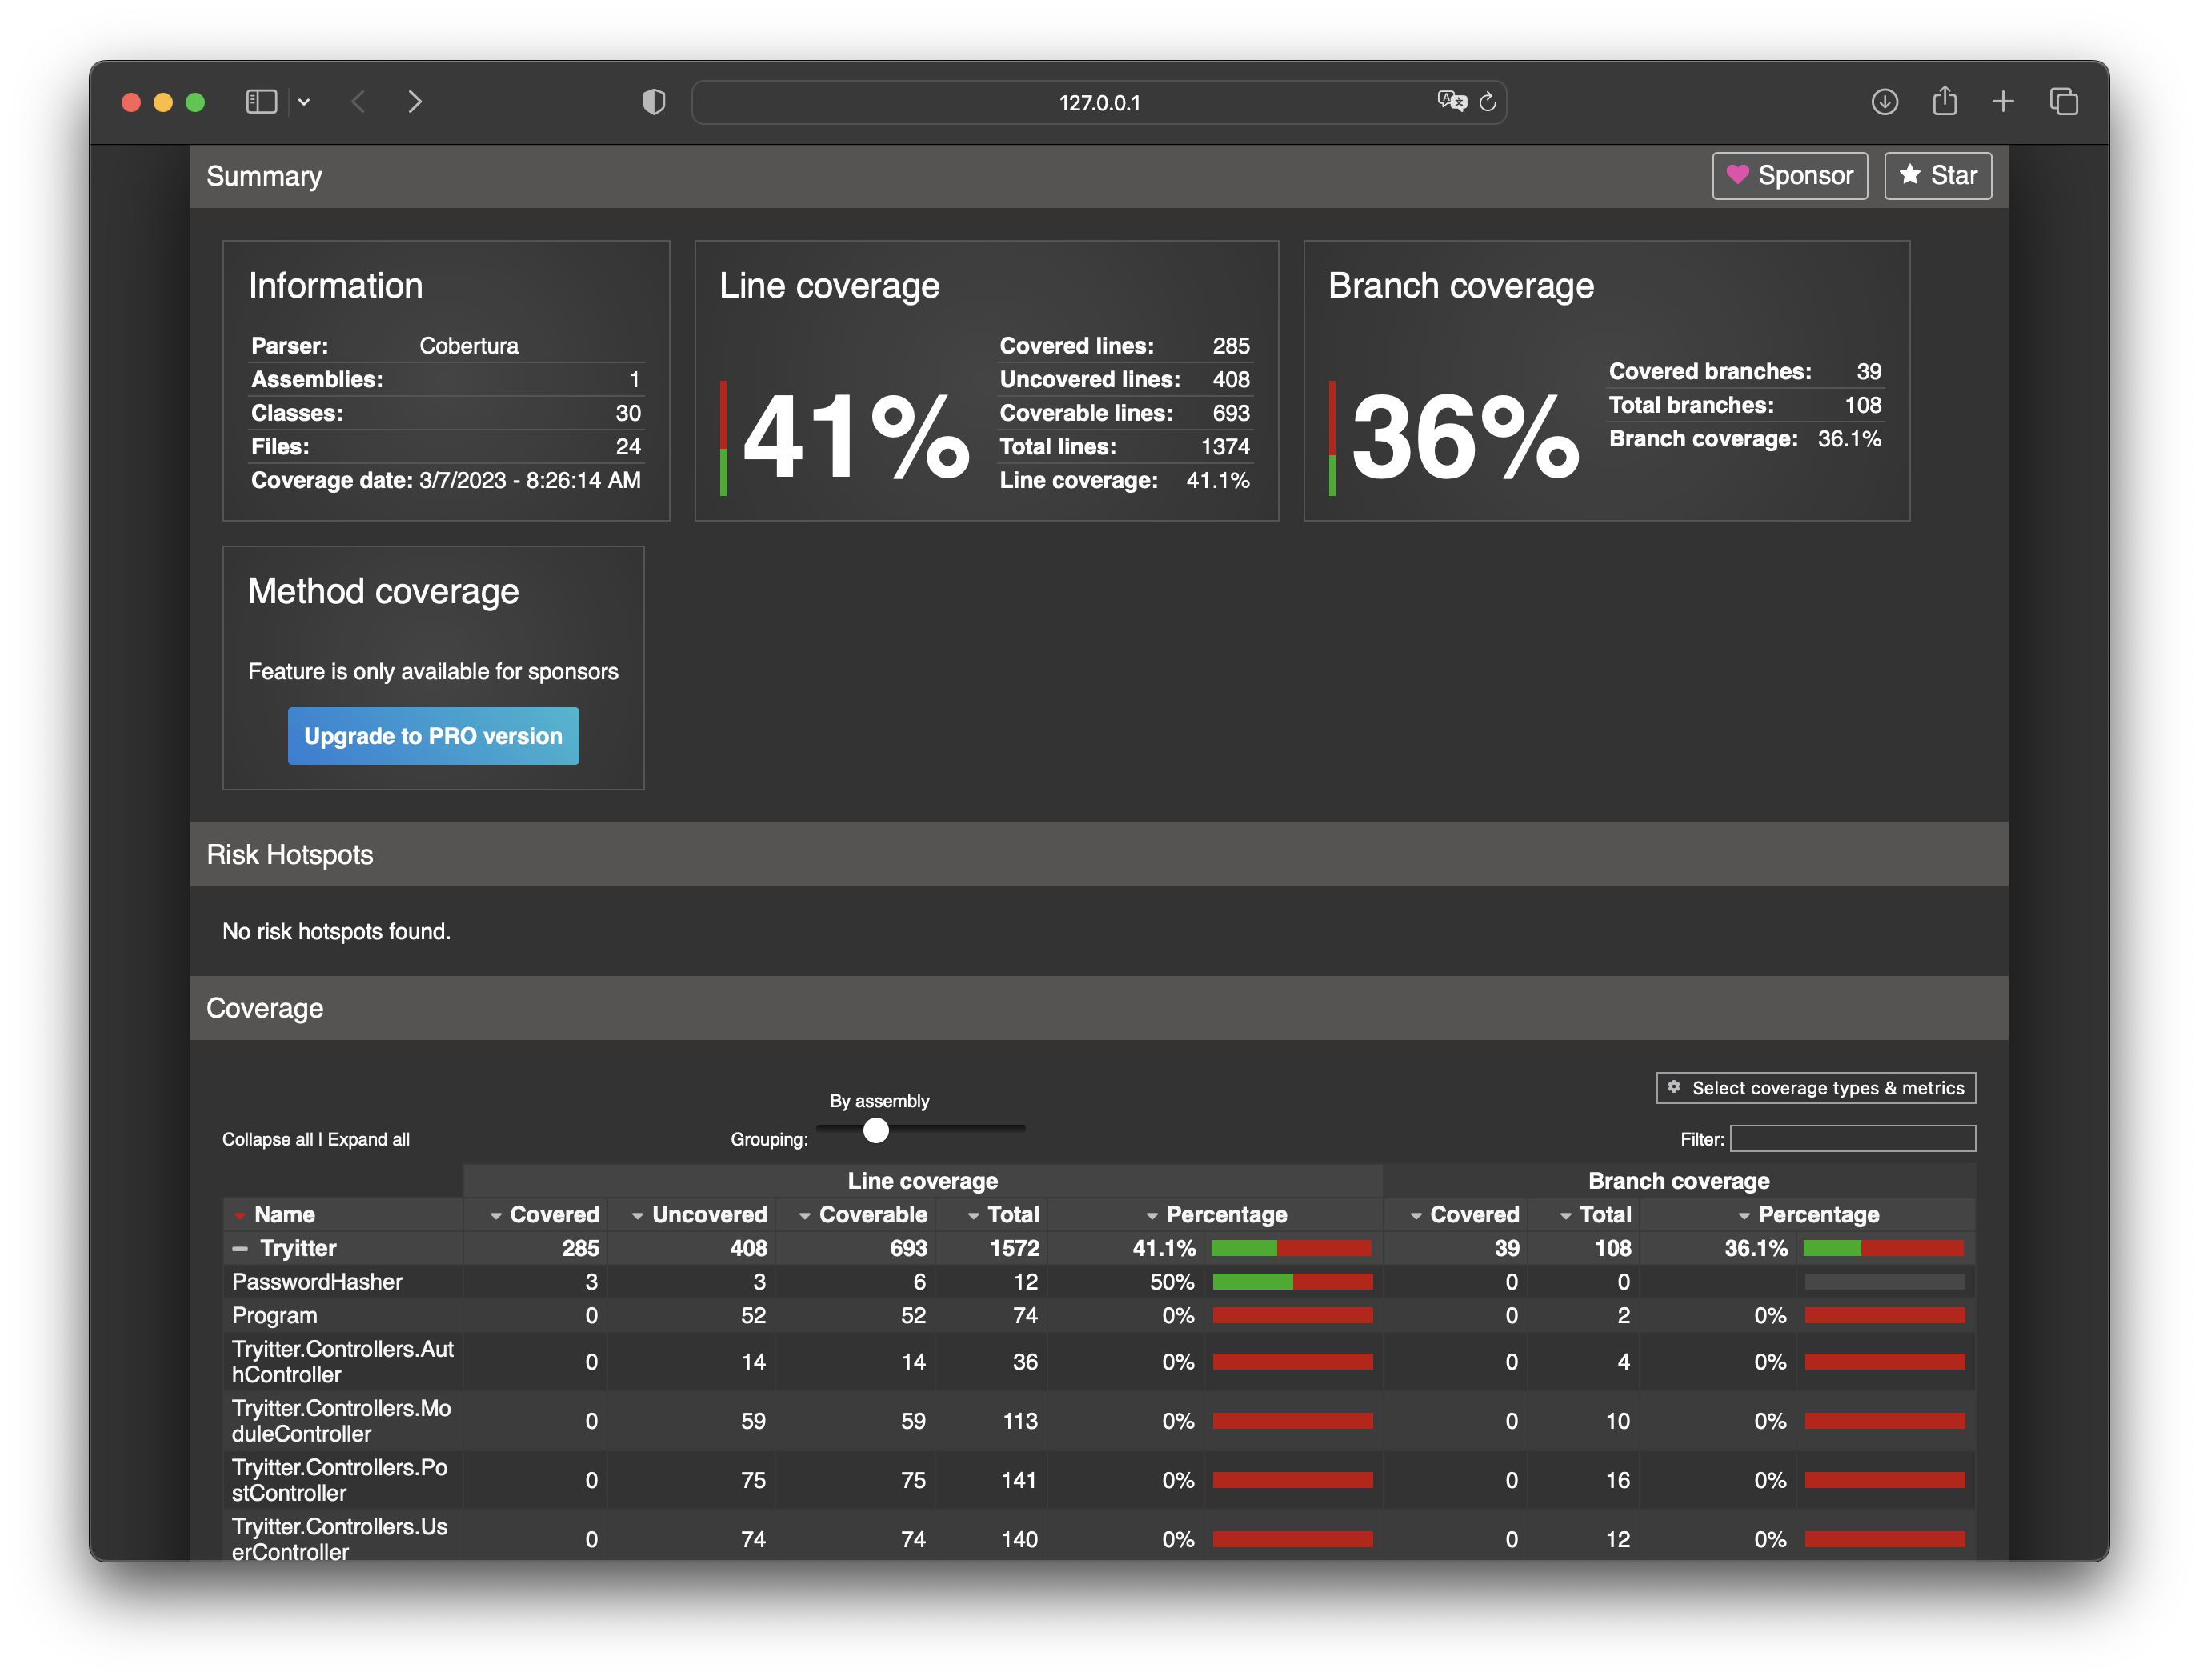 127.0.0.1
Summary
Sponsor
Star
Information
Parser: Cobertura
Assemblies: 1
Classes: 30
Files: 24
Coverage date: 3/7/2023 - 8:26:14 AM
Line coverage
41%
Covered lines: 285
Uncovered lines: 408
Coverable lines: 693
Total lines: 1374
Line coverage: 41.1%
Branch coverage
36%
Covered branches: 39
Total branches: 108
Branch coverage: 36.1%
Method coverage
Feature is only available for sponsors
Upgrade to PRO version
Risk Hotspots
No risk hotspots found.
Coverage
Collapse all | Expand all
By assembly
Grouping:
Select coverage types & metrics
Filter:
Line coverage Branch coverage
Name Covered Uncovered Coverable Total Percentage Covered Total Percentage
Tryitter 285 408 693 1572 41.1% 39 108 36.1%
PasswordHasher 3 3 6 12 50% 0 0
Program 0 52 52 74 0% 0 2 0%
Tryitter.Controllers.Aut
hController 0 14 14 36 0% 0 4 0%
Tryitter.Controllers.Mo
duleController 0 59 59 113 0% 0 10 0%
Tryitter.Controllers.Po
stController 0 75 75 141 0% 0 16 0%
Tryitter.Controllers.Us
erController 0 74 74 140 0% 0 12 0%